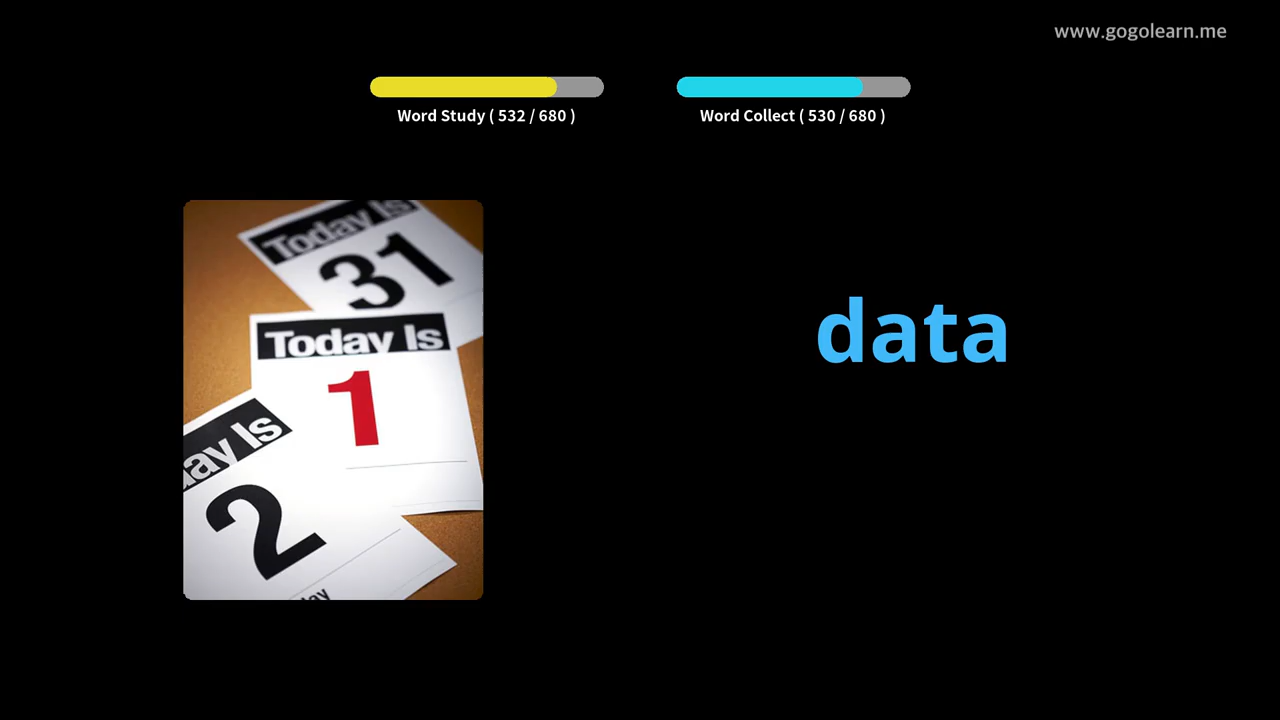 www.gogolearn.me
Word Study ( 532 / 680 )
Word Collect ( 530 / 680 )
Today Is
31
Today Is
1
data
ay Is
2
ay